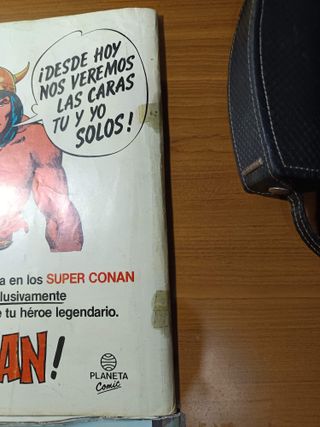 ¡DESDE HOY
NOS VEREMOS
LAS CARAS
TU Y YO
SOLOS!
a en los SUPER CONAN
lusivamente
e tu héroe legendario.
AN!
PLANETA
Comic